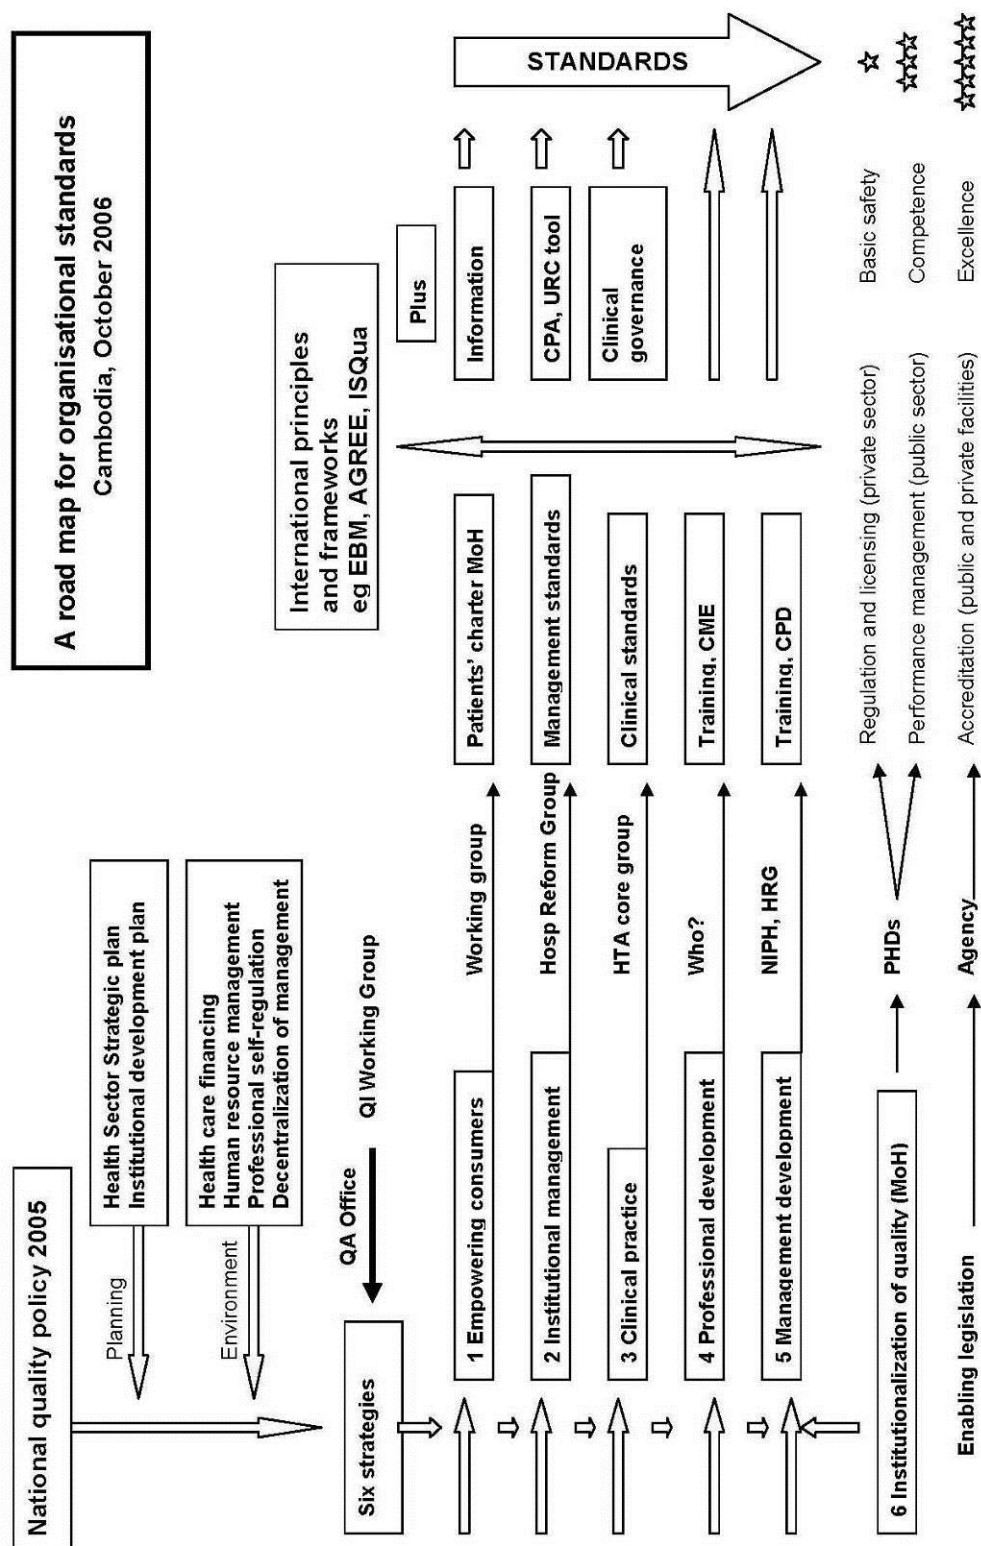 National quality policy 2005
A road map for organisational standards
Cambodia, October 2006
Planning
Health Sector Strategic plan
Institutional development plan
Environment
Health care financing
Human resource management
Professional self-regulation
Decentralization of management
International principles
and frameworks
eg EBM, AGREE, ISQua
Six strategies
QA Office
QI Working Group
Plus
STANDARDS
1 Empowering consumers
Working group
Patients' charter MoH
Information
2 Institutional management
Hosp Reform Group
Management standards
CPA, URC tool
3 Clinical practice
HTA core group
Clinical standards
Clinical
governance
4 Professional development
Who?
Training, CME
5 Management development
NIPH, HRG
Training, CPD
6 Institutionalization of quality (MoH)
PHDs
Regulation and licensing (private sector)
Basic safety
Performance management (public sector)
Competence
Enabling legislation
Agency
Accreditation (public and private facilities)
Excellence